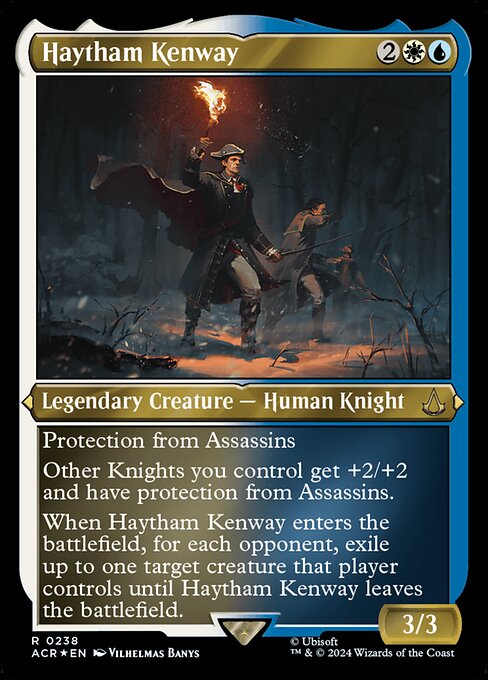 Haytham Kenway 2
Legendary Creature — Human Knight
Protection from Assassins
Other Knights you control get +2/+2
and have protection from Assassins.
When Haytham Kenway enters the
battlefield, for each opponent, exile
up to one target creature that player
controls until Haytham Kenway leaves
the battlefield.
3/3
R 0238
ACR★EN Vilhelmas Banys
© Ubisoft
™ & © 2024 Wizards of the Coast